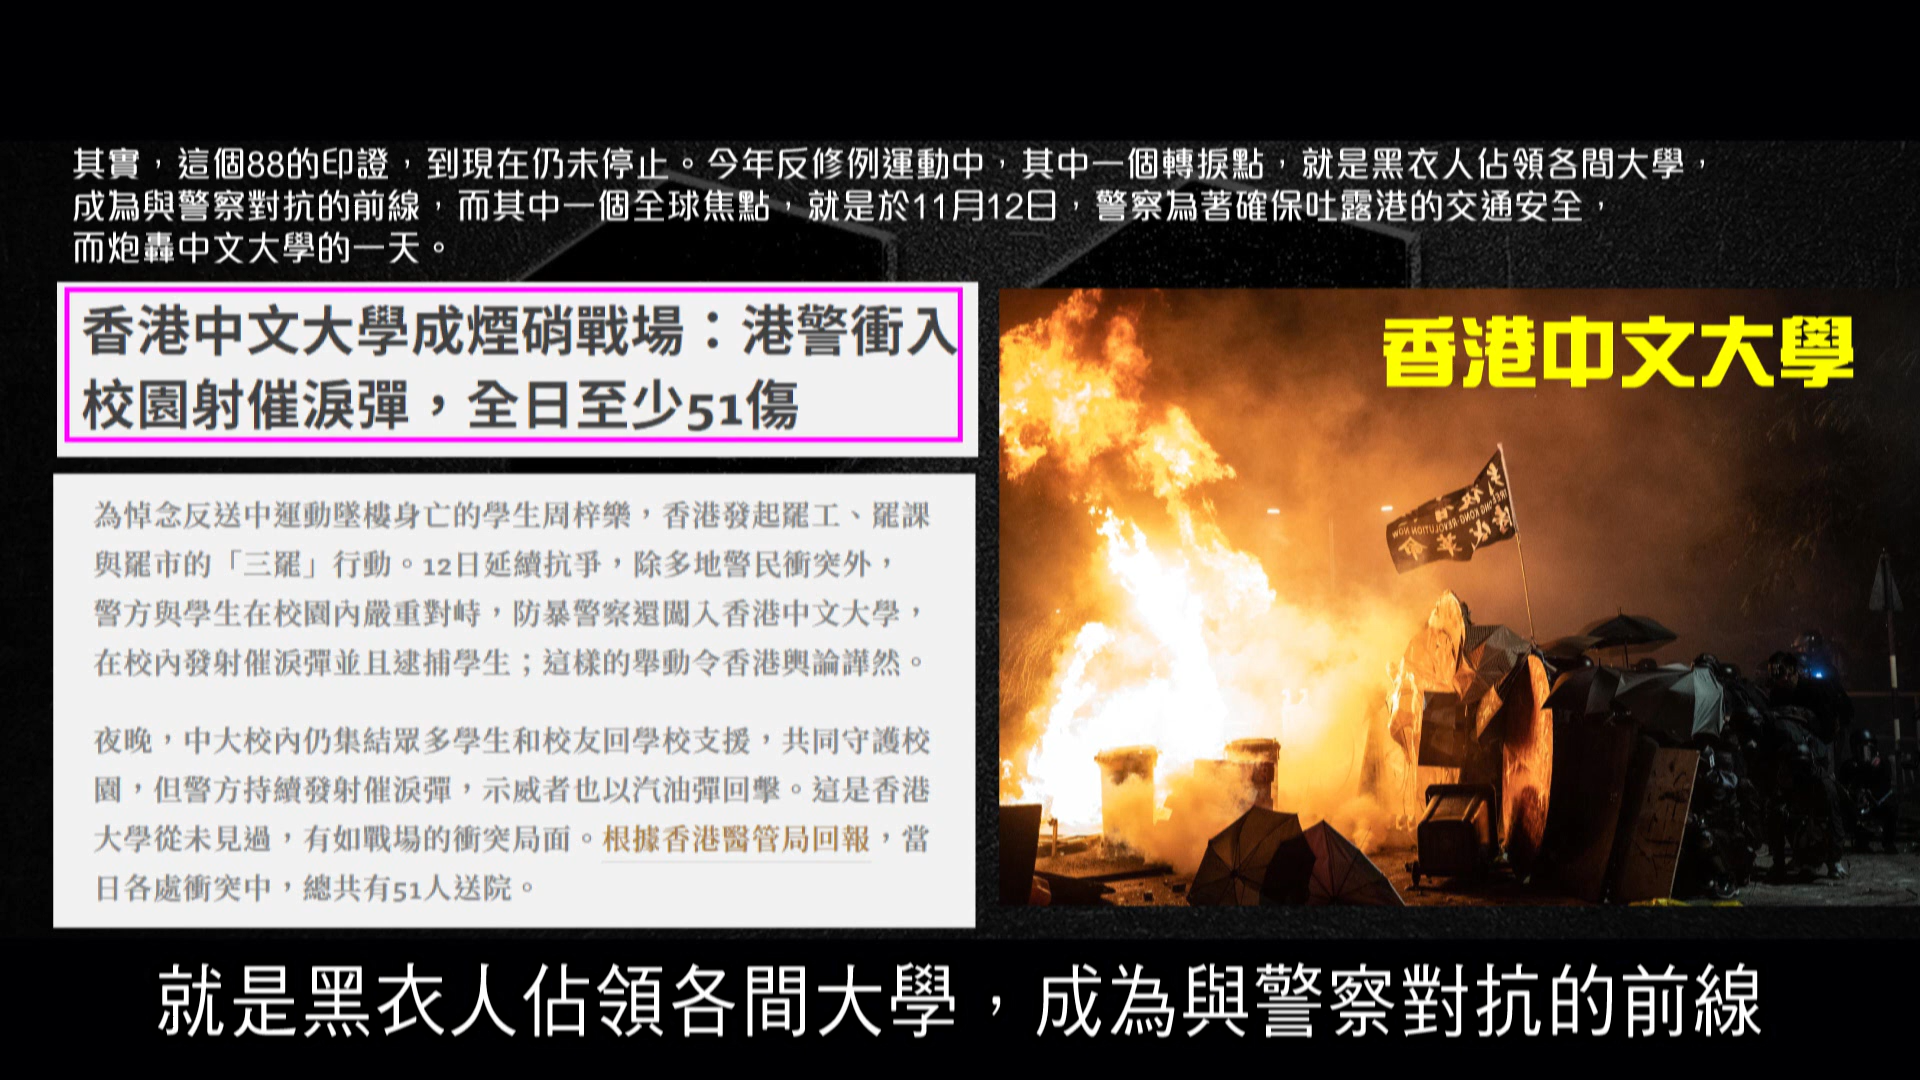 其實，這個88的印證，到現在仍未停止。今年反修例運動中，其中一個轉捩點，就是黑衣人佔領各間大學，
成為與警察對抗的前線，而其中一個全球焦點，就是於11月12日，警察為著確保吐露港的交通安全，
而炮轟中文大學的一天。
香港中文大學成煙硝戰場：港警衝入
校園射催淚彈，全日至少51傷
為悼念反送中運動墜樓身亡的學生周梓樂，香港發起罷工、罷課
與罷市的「三罷」行動。12日延續抗爭，除多地警民衝突外，
警方與學生在校園內嚴重對峙，防暴警察還闖入香港中文大學，
在校內發射催淚彈並且逮捕學生；這樣的舉動令香港輿論譁然。
夜晚，中大校內仍集結眾多學生和校友回學校支援，共同守護校
園，但警方持續發射催淚彈，示威者也以汽油彈回擊。這是香港
大學從未見過，有如戰場的衝突局面。根據香港醫管局回報，當
日各處衝突中，總共有51人送院。
香港中文大學
KONG REVOLUTION NOW
革命
就是黑衣人佔領各間大學，成為與警察對抗的前線